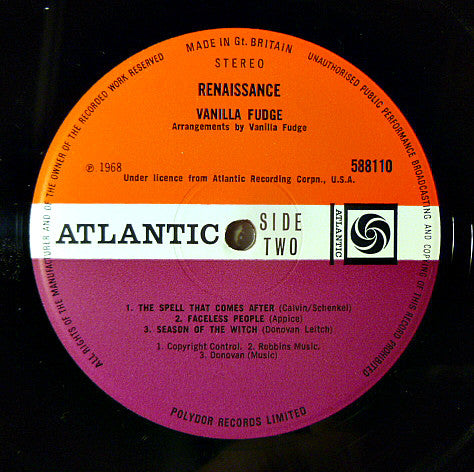 MADE IN Gt. BRITAIN
STEREO
RENAISSANCE
VANILLA FUDGE
Arrangements by Vanilla Fudge
℗ 1968
588110
Under licence from Atlantic Recording Corpn., U.S.A.
ATLANTIC
SIDE
TWO
ATLANTIC
1. THE SPELL THAT COMES AFTER (Calvin/Schenkel)
2. FACELESS PEOPLE (Appice)
3. SEASON OF THE WITCH (Donovan Leitch)
1. Copyright Control. 2. Robbins Music.
3. Donovan (Music)
POLYDOR RECORDS LIMITED
ALL RIGHTS OF THE MANUFACTURER AND OF THE OWNER OF THE RECORDED WORK RESERVED
UNAUTHORISED PUBLIC PERFORMANCE BROADCASTING AND COPYING OF THIS RECORD PROHIBITED